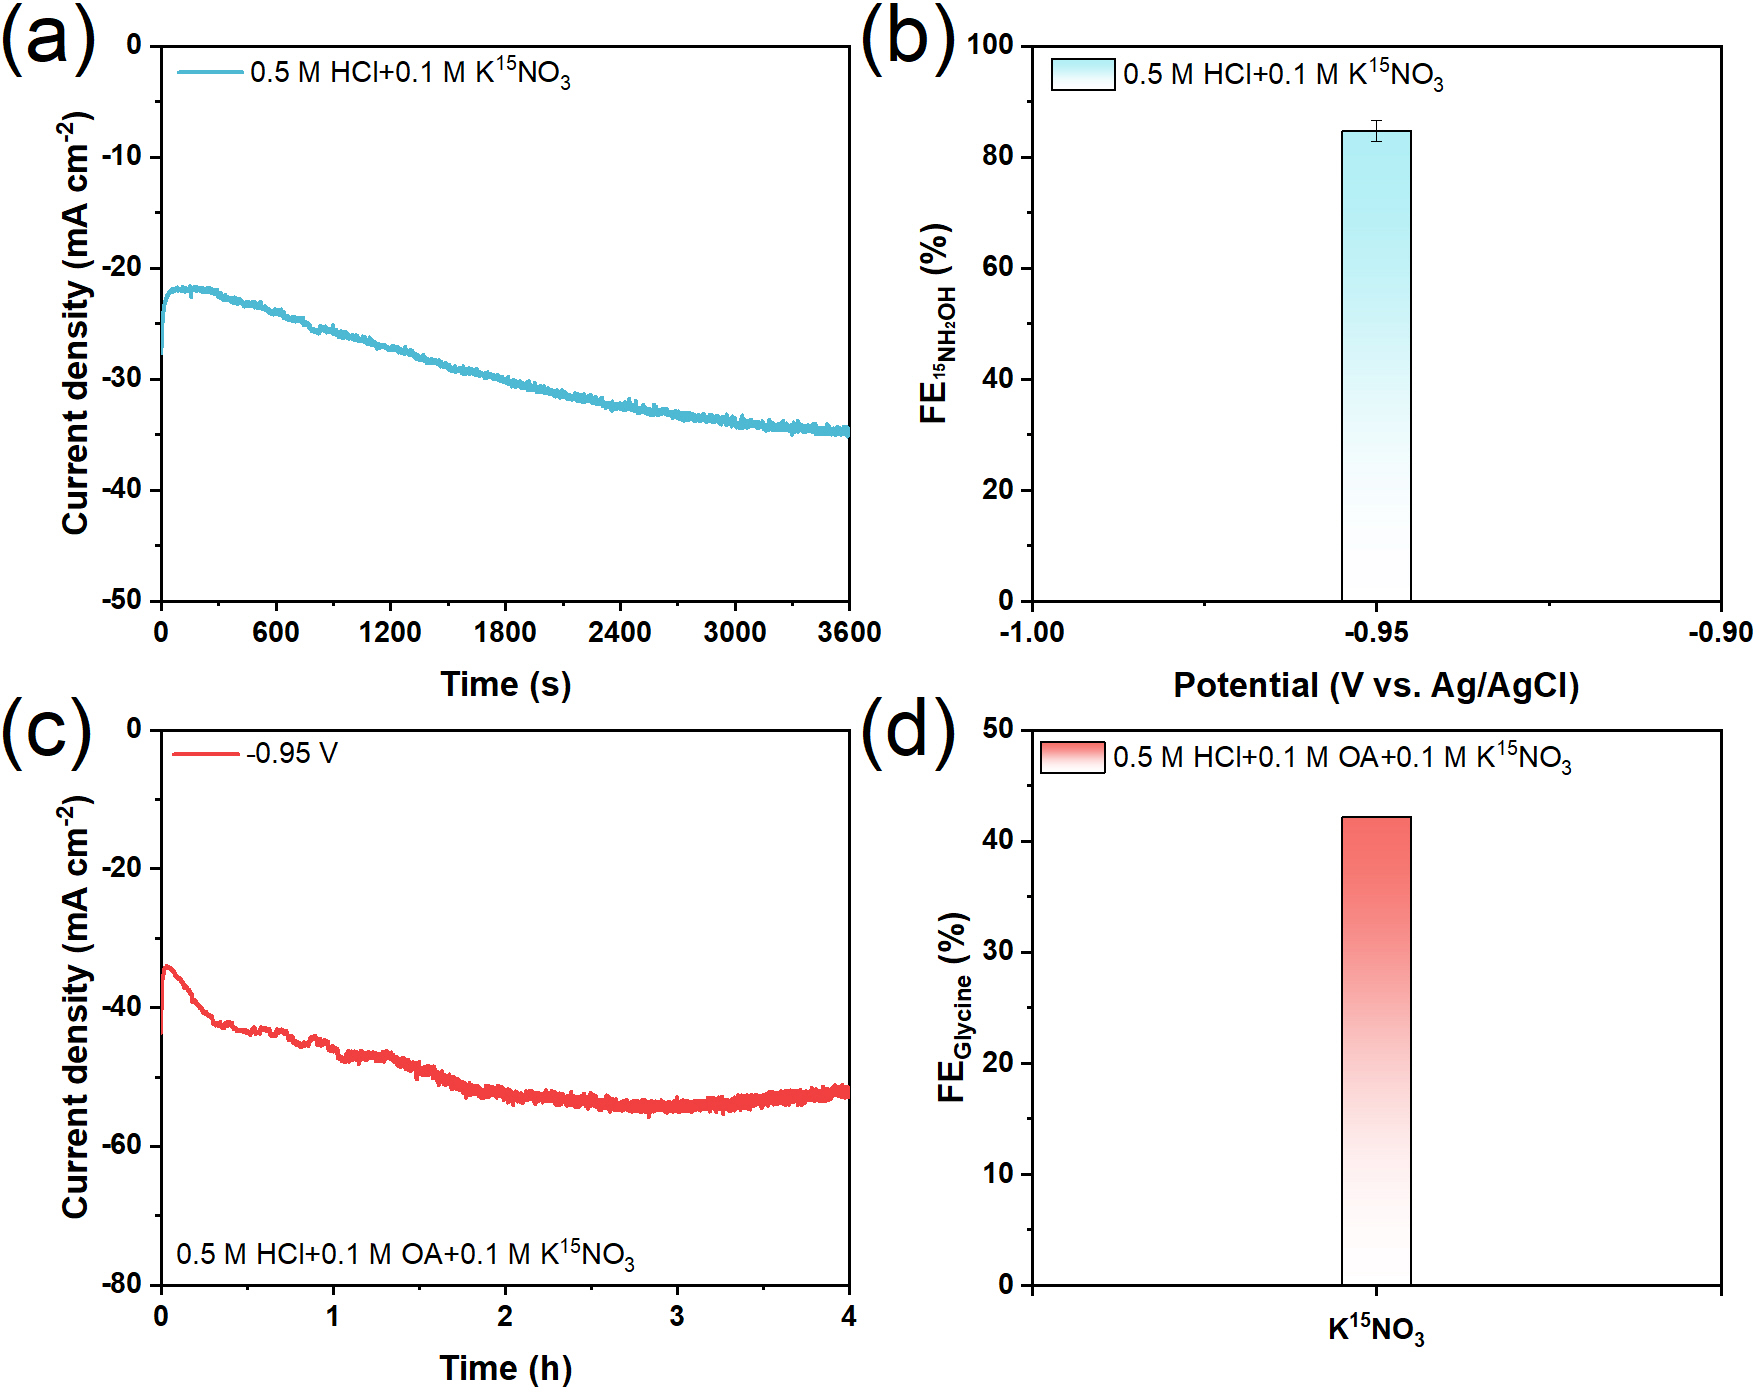 (a)
0
-10
-20
-30
-40
-50
Current density (mA cm⁻²)
0.5 M HCl+0.1 M K¹⁵NO₃
0 600 1200 1800 2400 3000 3600
Time (s)
(b)
100
80
60
40
20
0
FE¹⁵NH₂OH (%)
0.5 M HCl+0.1 M K¹⁵NO₃
-1.00 -0.95 -0.90
Potential (V vs. Ag/AgCl)
(c)
0
-20
-40
-60
-80
Current density (mA cm⁻²)
-0.95 V
0.5 M HCl+0.1 M OA+0.1 M K¹⁵NO₃
0 1 2 3 4
Time (h)
(d)
50
40
30
20
10
0
FE Glycine (%)
0.5 M HCl+0.1 M OA+0.1 M K¹⁵NO₃
K¹⁵NO₃